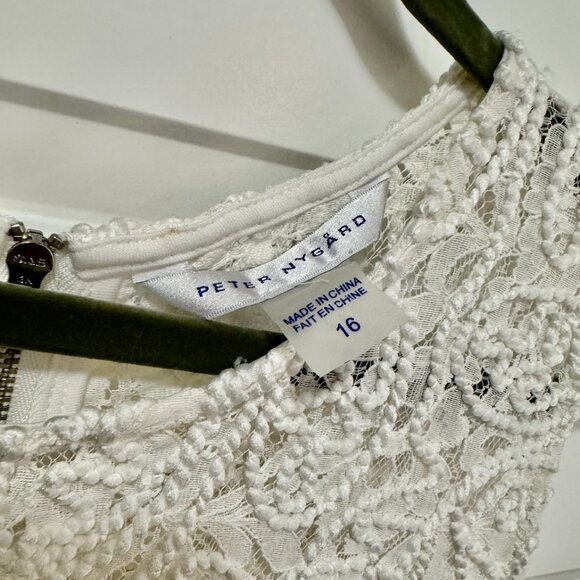 PETER NYGÅRD
MADE IN CHINA
FAIT EN CHINE
16